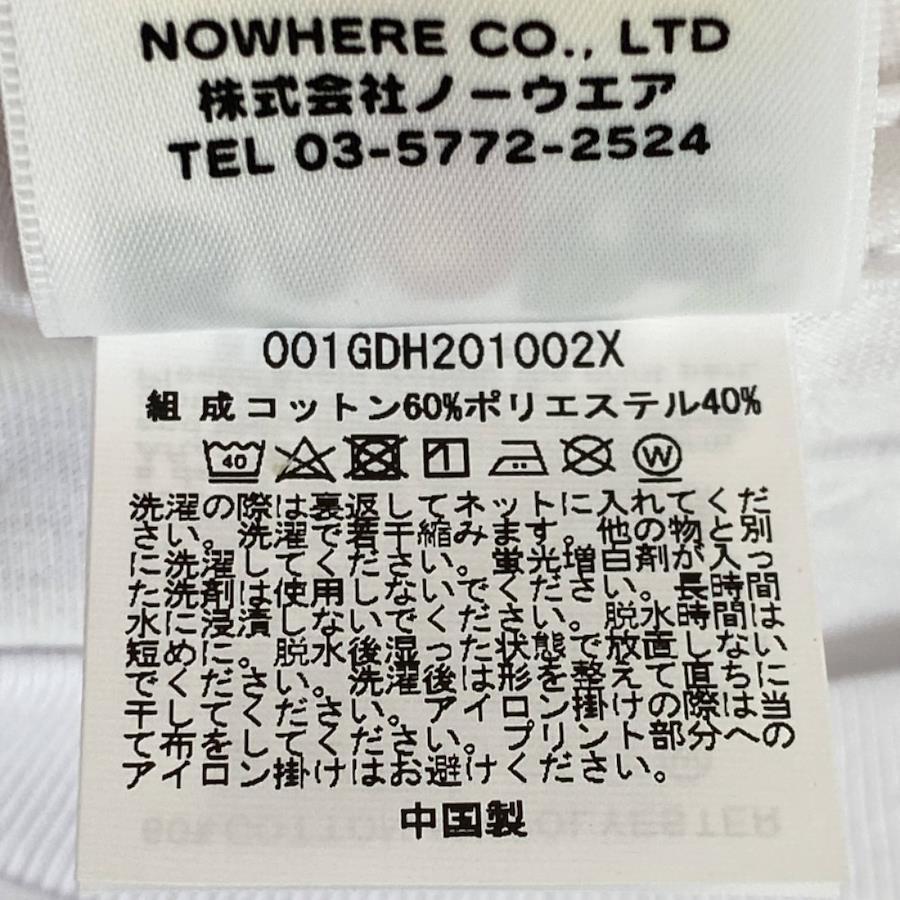 NOWHERE CO., LTD
株式会社ノーウエア
TEL 03-5772-2524
001GDH201002X
組 成コットン60%ポリエステル40%
40 1 W
洗濯の際は裏返してネットに入れてくだ
さい。洗濯で若干縮みます。他の物と別
に洗濯してください。蛍光増白剤が入っ
た洗剤は使用しないでください。長時間
水に浸漬しないでください。脱水時間は
短めに。脱水後湿った状態で放置しない
でください。洗濯後は形を整えて直ちに
干してください。アイロン掛けの際は当
て布をしてください。プリント部分への
アイロン掛けはお避けください。
中国製